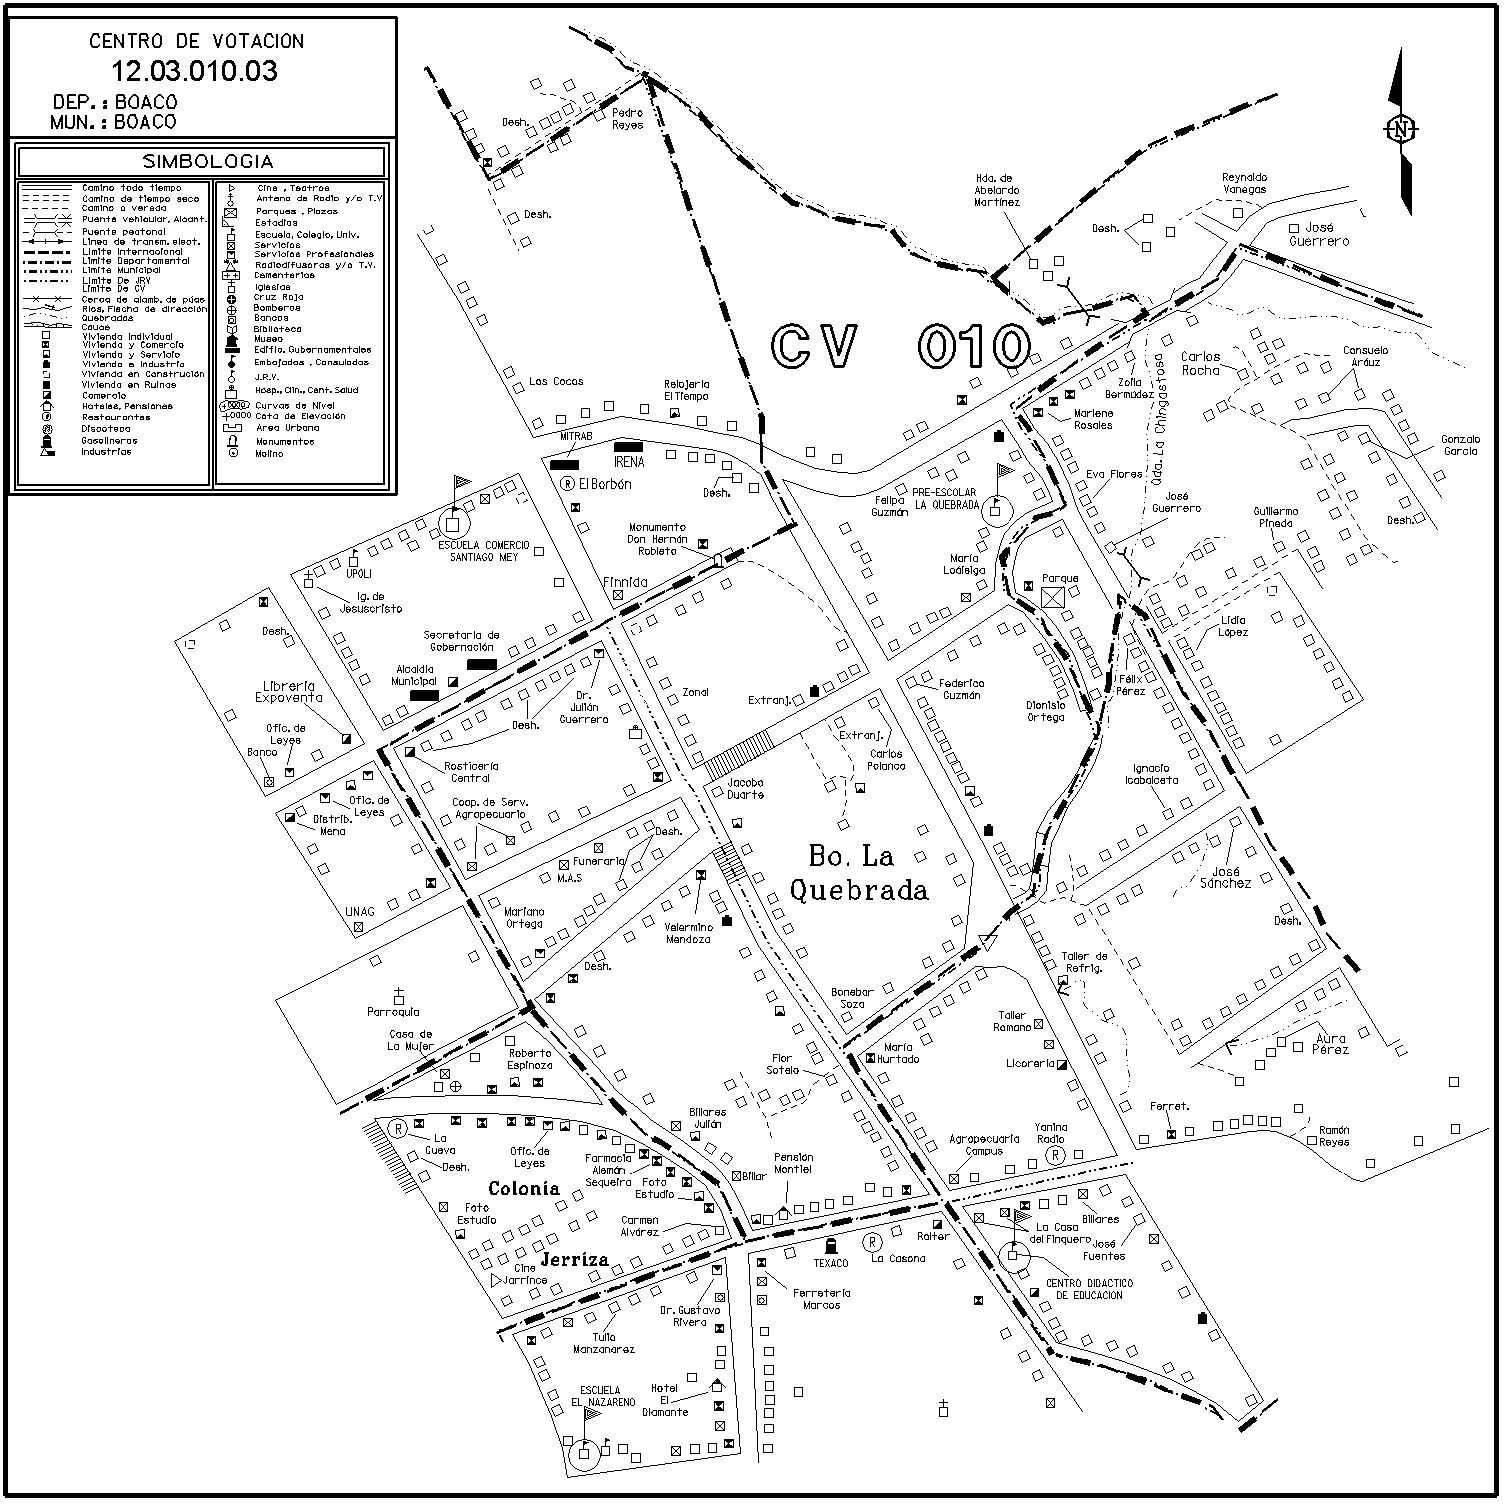 CENTRO DE VOTACION
12.03.010.03
DEP.: BOACO
MUN.: BOACO
SIMBOLOGIA
Camino todo tiempo
Camino de tiempo seco
Camino o vereda
Puente vehicular, Alcant.
Puente peatonal
Linea de transm. elect.
Limite Internacional
Limite Departamental
Limite Municipal
Limite De JRV
Limite De CV
Cerca de alamb. de púas
Rios, Flecha de dirección
Quebradas
Cauce
Vivienda Individual
Vivienda y Comercio
Vivienda y Servicio
Vivienda e Industria
Vivienda en Construción
Vivienda en Ruinas
Comercio
Hoteles, Pensiones
Restaurantes
Discoteca
Gasolineras
Industrias
Cine , Teatros
Antena de Radio y/o T.V
Parques , Plazas
Estadios
Escuela, Colegio, Univ.
Servicios
Servicios Profesionales
Radiodifusoras y/o T.V.
Cementerios
Iglesias
Cruz Roja
Bomberos
Bancos
Biblioteca
Museo
Edific. Gubernamentales
Embajadas , Consulados
J.R.V.
Hosp., Clin., Cent. Salud
Curvas de Nivel
Cota de Elevación
Area Urbana
Monumentos
Molino
N
Pedro
Reyes
Desh.
Desh.
Hda. de
Abelardo
Martínez
Reynaldo
Vanegas
Desh.
José
Guerrero
CV 010
Los Cocos
Relojería
El Tiempo
MITRAB
IRENA
El Borbón
Desh.
Zoila
Bermúdez
Marlene
Rosales
Qda. La Chingastosa
Carlos
Rocha
Consuelo
Aráuz
Gonzalo
García
Eva Flores
José
Guerrero
Guillermo
Pineda
Desh.
Felipa
Guzmán
PRE-ESCOLAR
LA QUEBRADA
ESCUELA COMERCIO
SANTIAGO MEY
UPOLI
Ig. de
Jesuscristo
Monumento
Don Hernán
Robleto
Finnida
María
Loáisiga
Parque
Lidia
López
Desh.
Secretaria de
Gobernación
Alcaldía
Municipal
Librería
Expoventa
Ofic. de
Leyes
Banco
Dr.
Julián
Guerrero
Desh.
Zonal
Extranj.
Federico
Guzmán
Dionisio
Ortega
Félix
Pérez
Extranj.
Carlos
Polanco
Rosticería
Central
Coop. de Serv.
Agropecuario
Jacobo
Duarte
Ignacio
Icabalceta
Ofic. de
Leyes
Distrib.
Mena
Desh.
Funeraria
M.A.S
Bo. La
Quebrada
José
Sánchez
UNAG
Mariano
Ortega
Velermino
Mendoza
Desh.
Desh.
Taller de
Refrig.
Parroquia
Bonebar
Soza
Casa de
La Mujer
Roberto
Espinoza
Taller
Romano
María
Hurtado
Licorería
Aura
Pérez
Flor
Sotelo
Billares
Julián
Ferret.
Ramón
Reyes
La
Cueva
Desh.
Ofic. de
Leyes
Farmacia
Alemán
Sequeira
Foto
Estudio
Billar
Pensión
Montiel
Agropecuaria
Campus
Yanina
Radio
Colonia
Foto
Estudio
Carmen
Alvárez
Jerriza
Cine
Jarrince
Ralter
La Casa
del Finquero
Billares
José
Fuentes
TEXACO
La Casona
CENTRO DIDACTICO
DE EDUCACION
Ferretería
Marcos
Dr. Gustavo
Rivera
Tulio
Manzanarez
ESCUELA
EL NAZARENO
Hotel
El
Diamante